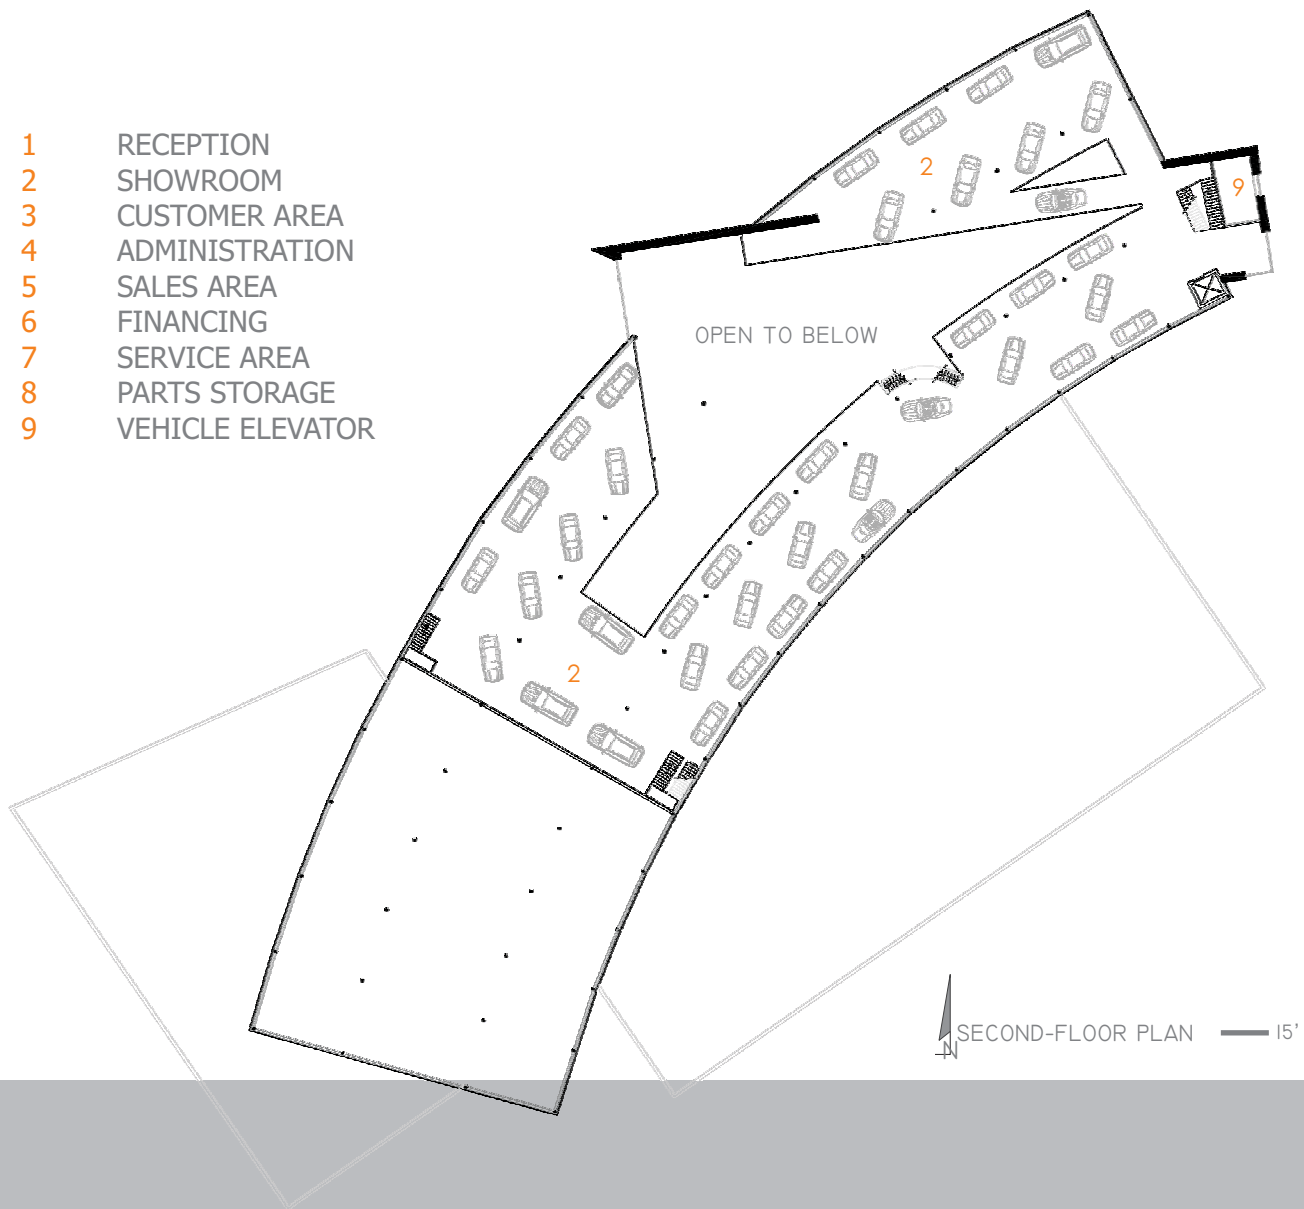 1 RECEPTION
2 SHOWROOM
3 CUSTOMER AREA
4 ADMINISTRATION
5 SALES AREA
6 FINANCING
7 SERVICE AREA
8 PARTS STORAGE
9 VEHICLE ELEVATOR
2
9
OPEN TO BELOW
2
N
SECOND-FLOOR PLAN
15'